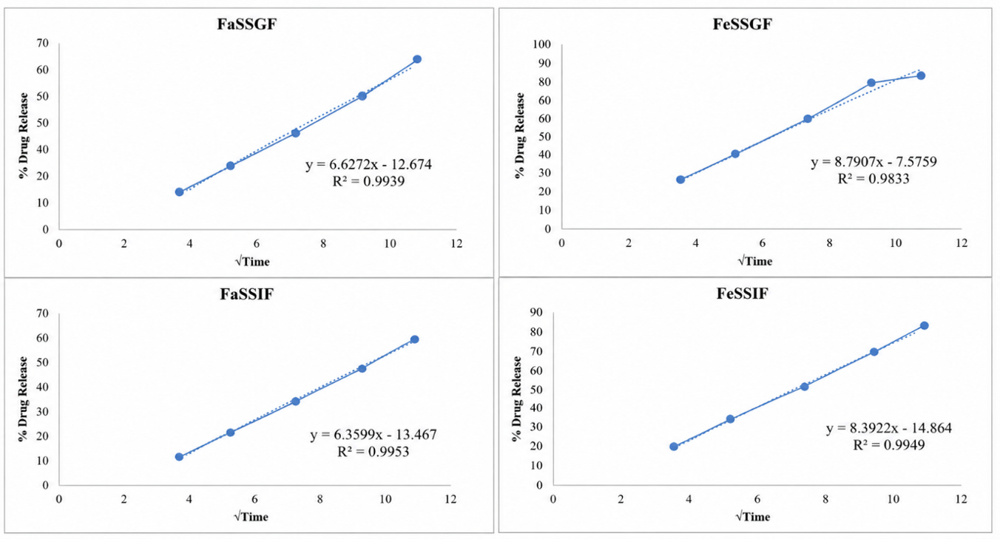 FaSSGF
70
60
50
50
40
20
10
0
0 2 4 6 8 10 12
% Drug Release
√Time
y = 6.6272x - 12.674
R² = 0.9939
FeSSGF
100
90
80
60
60
50
40
30
20
10
0
0 2 4 6 8 10 12
% Drug Release
√Time
y = 8.7907x - 7.5759
R² = 0.9833
FaSSIF
70
60
50
40
30
20
10
0
0 2 4 6 8 10 12
% Drug Release
√Time
y = 6.3599x - 13.467
R² = 0.9953
FeSSIF
90
80
70
60
50
40
30
20
10
0
0 2 4 6 8 10 12
% Drug Release
√Time
y = 8.3922x - 14.864
R² = 0.9949